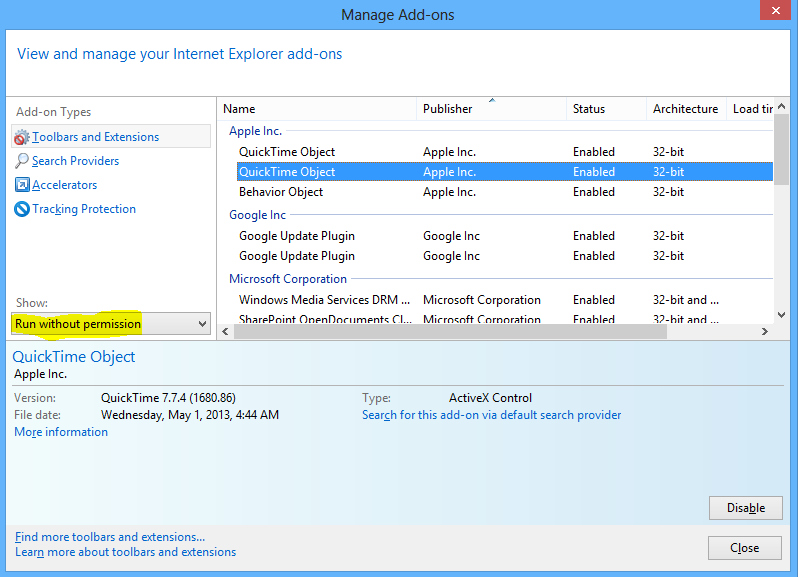 Manage Add-ons
View and manage your Internet Explorer add-ons
Add-on Types
Toolbars and Extensions
Search Providers
Accelerators
Tracking Protection
Show:
Run without permission
Name Publisher Status Architecture Load tin
Apple Inc.
QuickTime Object Apple Inc. Enabled 32-bit
QuickTime Object Apple Inc. Enabled 32-bit
Behavior Object Apple Inc. Enabled 32-bit
Google Inc
Google Update Plugin Google Inc Enabled 32-bit
Google Update Plugin Google Inc Enabled 32-bit
Microsoft Corporation
Windows Media Services DRM ... Microsoft Corporation Enabled 32-bit and ...
SharePoint OpenDocuments Cl... Microsoft Corporation Enabled 32-bit and ...
QuickTime Object
Apple Inc.
Version: QuickTime 7.7.4 (1680.86)
File date: Wednesday, May 1, 2013, 4:44 AM
More information
Type: ActiveX Control
Search for this add-on via default search provider
Disable
Find more toolbars and extensions...
Learn more about toolbars and extensions
Close